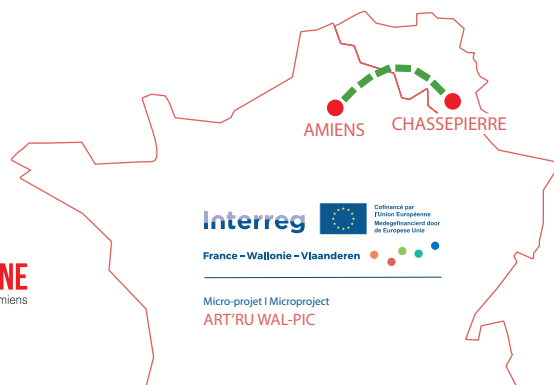 AMIENS
CHASSEPIERRE
Interreg
Cofinancé par
l'Union Européenne
Medegefinancierd door
de Europese Unie
France – Wallonie – Vlaanderen
NE
miens
Micro-projet I Microproject
ART'RU WAL-PIC